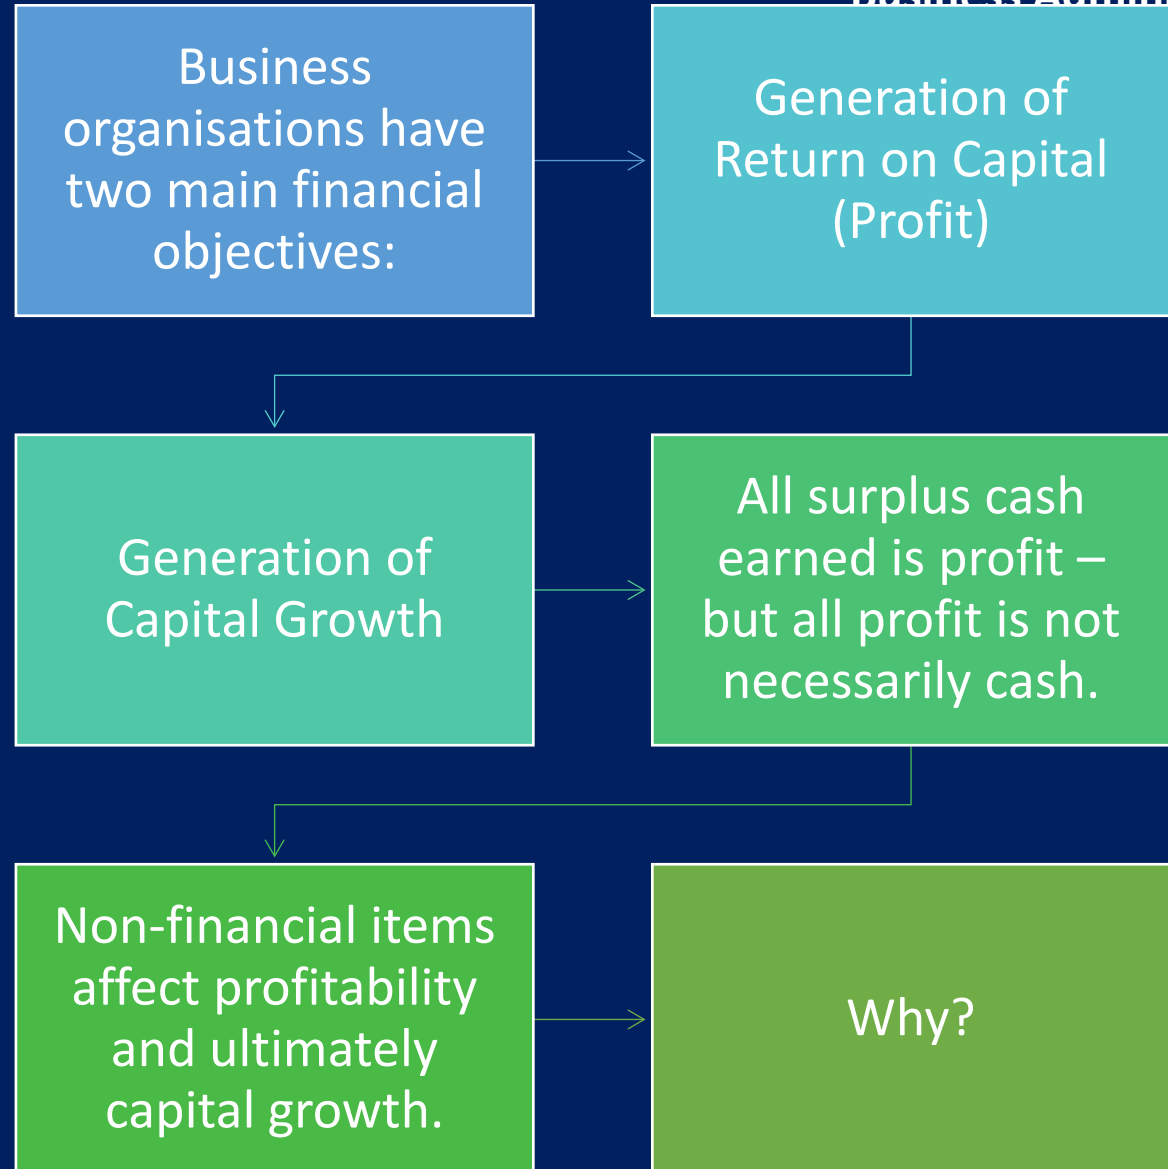 Business
organisations have
two main financial
objectives:
Generation of
Return on Capital
(Profit)
Generation of
Capital Growth
All surplus cash
earned is profit –
but all profit is not
necessarily cash.
Non-financial items
affect profitability
and ultimately
capital growth.
Why?